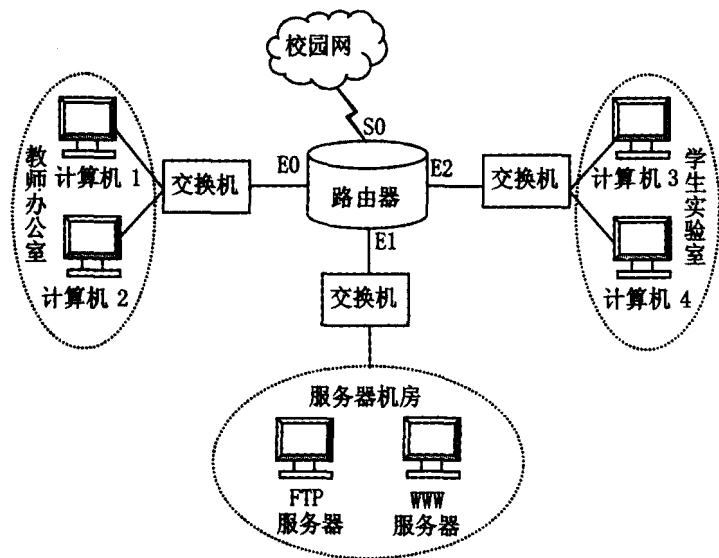 校园网
S0
教师办公室
计算机 1
计算机 2
交换机
E0
路由器
E2
E1
交换机
计算机 3
计算机 4
学生实验室
交换机
服务器机房
FTP
服务器
WWW
服务器